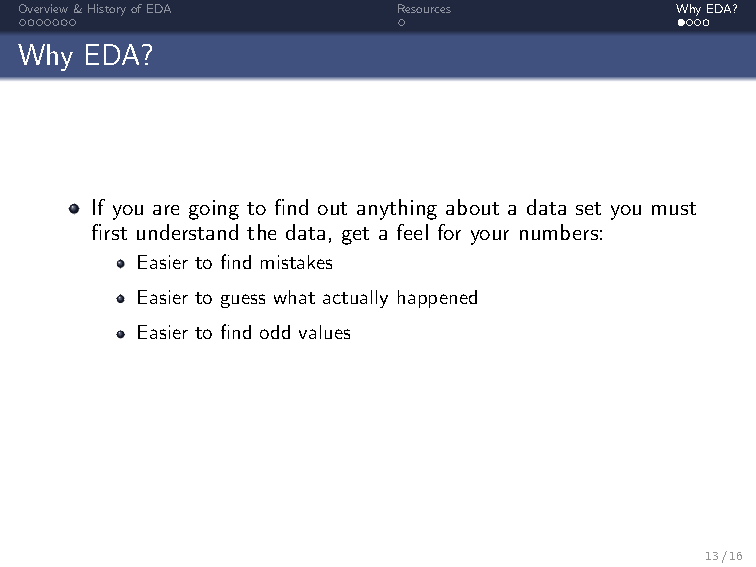 Overview & History of EDA
Resources
Why EDA?
Why EDA?
If you are going to find out anything about a data set you must
first understand the data, get a feel for your numbers:
Easier to find mistakes
Easier to guess what actually happened
Easier to find odd values
13 / 16